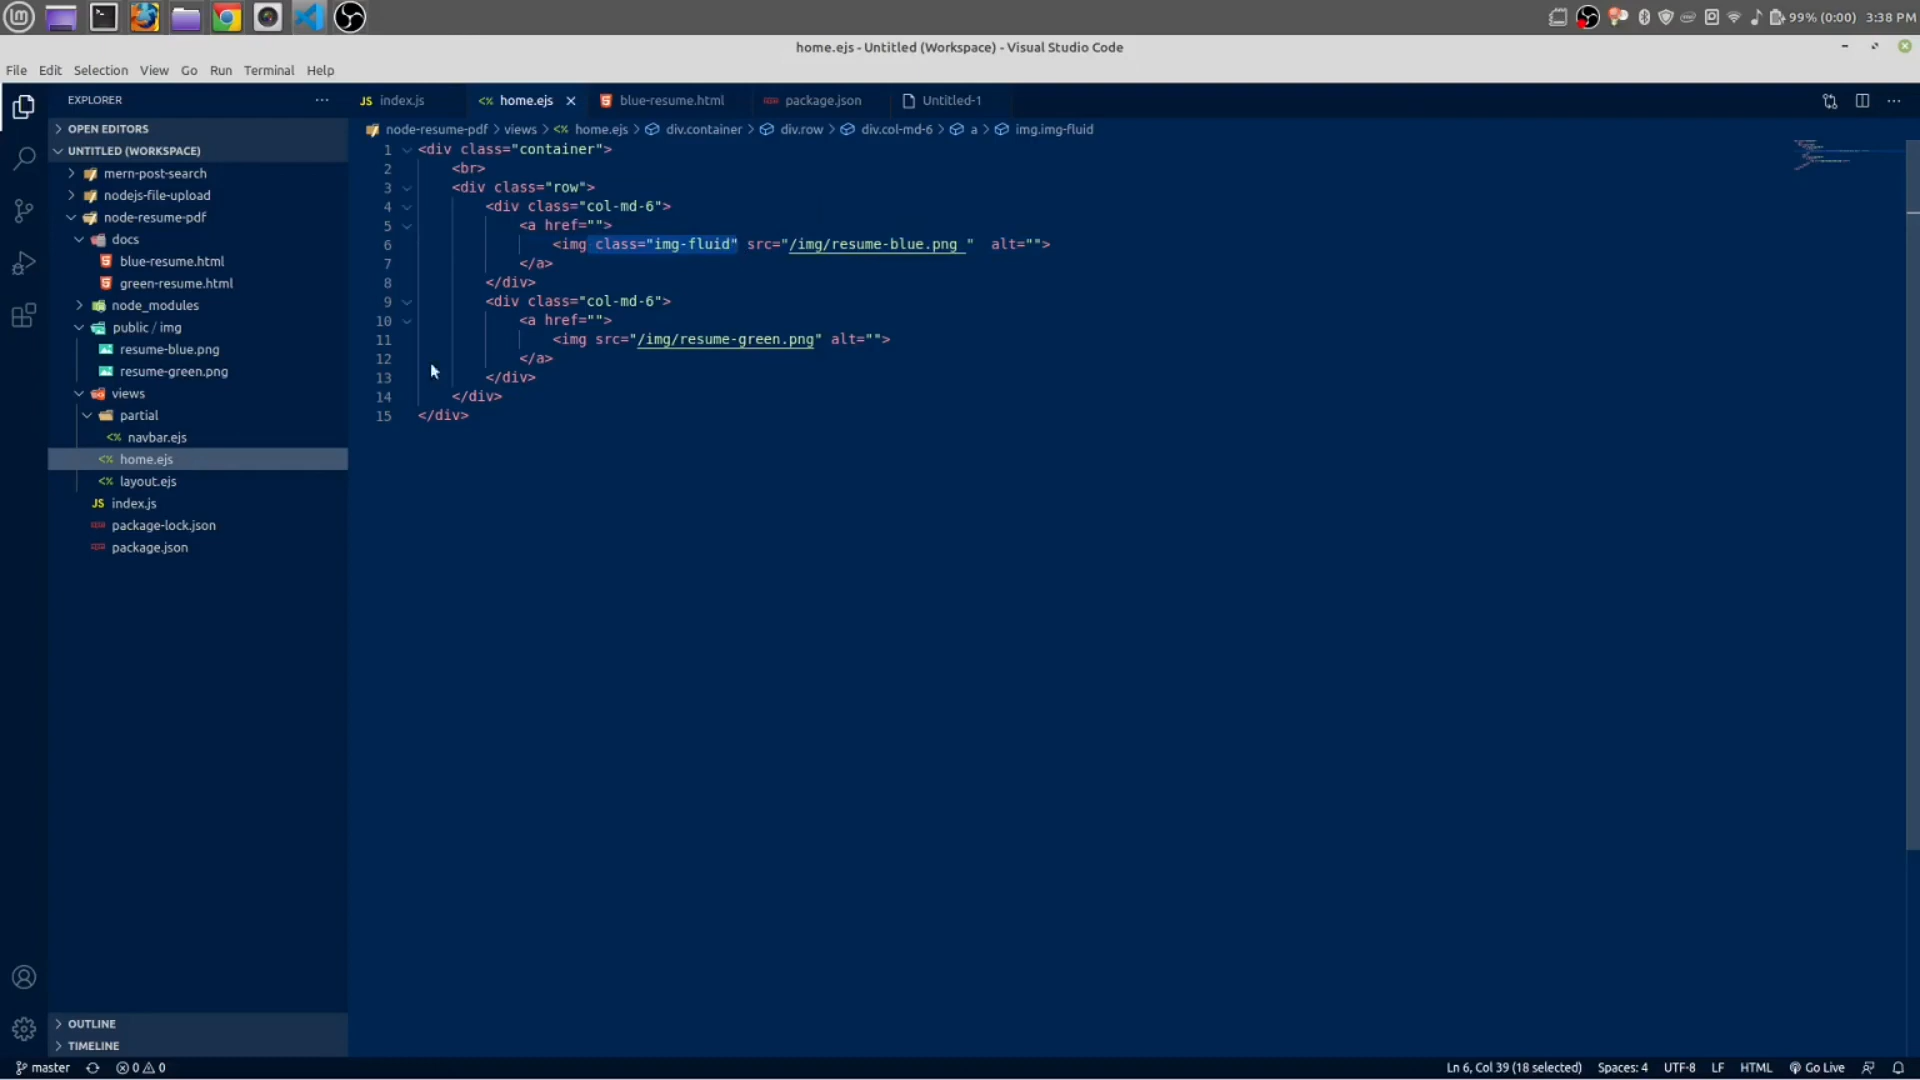 99% (0:00) 3:38 PM
home.ejs - Untitled (Workspace) - Visual Studio Code
File Edit Selection View Go Run Terminal Help
EXPLORER
OPEN EDITORS
UNTITLED (WORKSPACE)
mern-post-search
nodejs-file-upload
node-resume-pdf
docs
blue-resume.html
green-resume.html
node_modules
public / img
resume-blue.png
resume-green.png
views
partial
navbar.ejs
home.ejs
layout.ejs
index.js
package-lock.json
package.json
OUTLINE
TIMELINE
JS index.js <% home.ejs blue-resume.html package.json Untitled-1
node-resume-pdf > views > <% home.ejs > div.container > div.row > div.col-md-6 > a > img.img-fluid
1 <div class="container">
2 <br>
3 <div class="row">
4 <div class="col-md-6">
5 <a href="">
6 <img class="img-fluid" src="/img/resume-blue.png " alt="">
7 </a>
8 </div>
9 <div class="col-md-6">
10 <a href="">
11 <img src="/img/resume-green.png" alt="">
12 </a>
13 </div>
14 </div>
15 </div>
master 0 0 Ln 6, Col 39 (18 selected) Spaces: 4 UTF-8 LF HTML Go Live